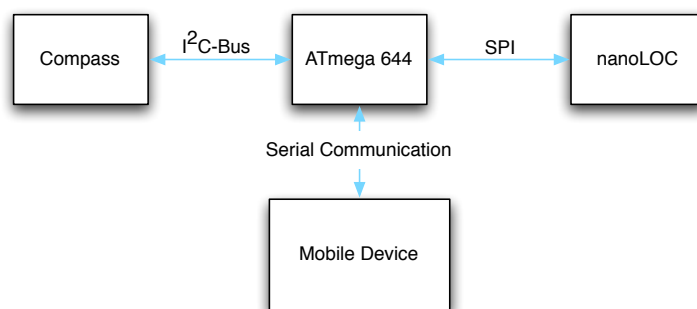 I2C-Bus
SPI
Compass
ATmega 644
nanoLOC
Serial Communication
Mobile Device